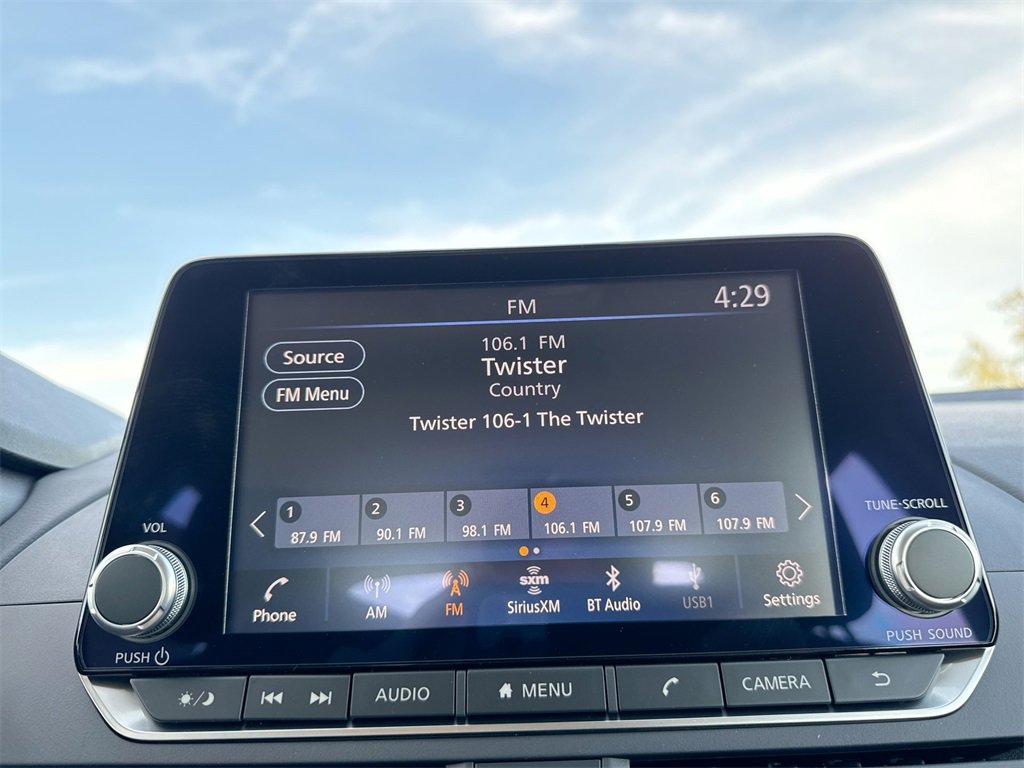 FM
4:29
Source
106.1 FM
Twister
FM Menu
Country
Twister 106-1 The Twister
1
2
3
4
5
6
87.9 FM
90.1 FM
98.1 FM
106.1 FM
107.9 FM
107.9 FM
VOL
TUNE·SCROLL
Phone
AM
FM
sxm
SiriusXM
BT Audio
USB1
Settings
PUSH
PUSH SOUND
AUDIO
MENU
CAMERA